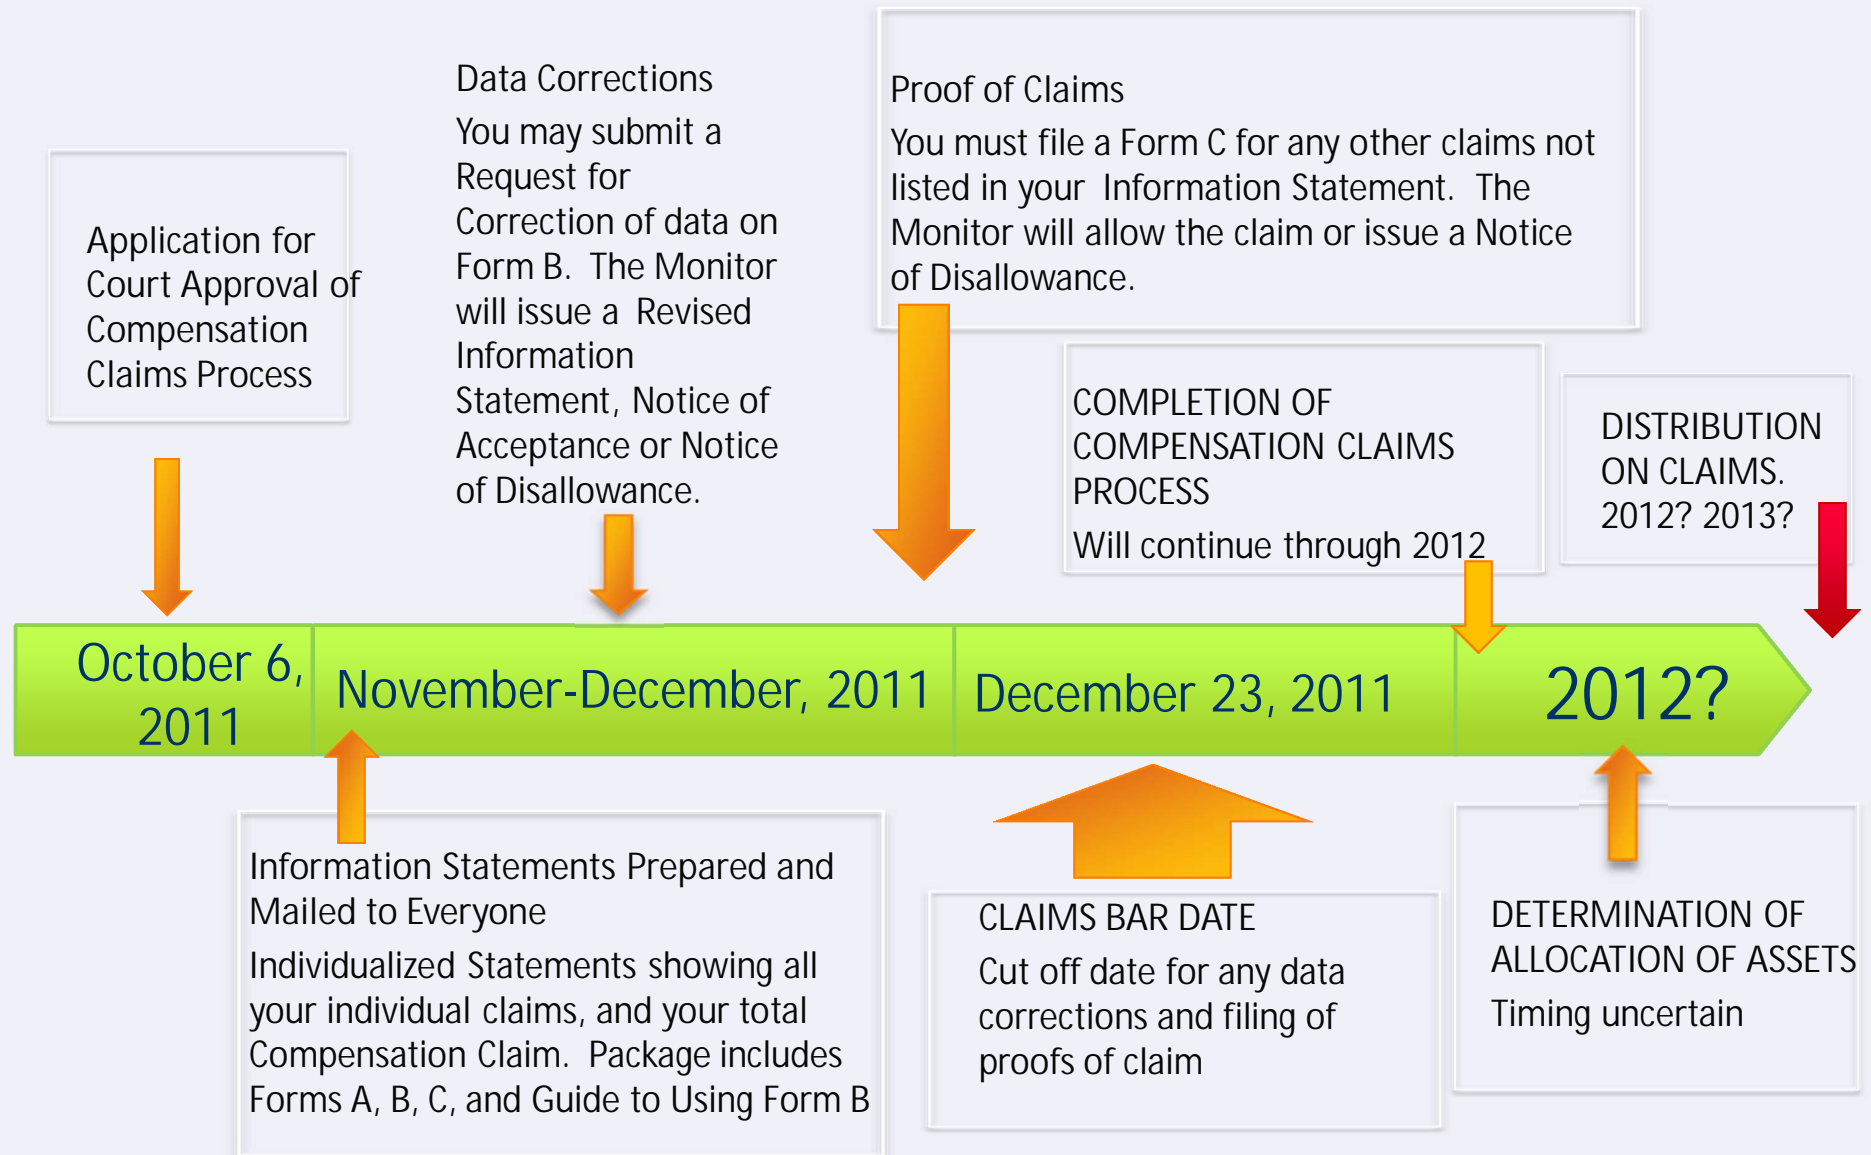 Application for
Court Approval of
Compensation
Claims Process
Data Corrections
You may submit a
Request for
Correction of data on
Form B. The Monitor
will issue a Revised
Information
Statement, Notice of
Acceptance or Notice
of Disallowance.
Proof of Claims
You must file a Form C for any other claims not
listed in your Information Statement. The
Monitor will allow the claim or issue a Notice
of Disallowance.
COMPLETION OF
COMPENSATION CLAIMS
PROCESS
Will continue through 2012
DISTRIBUTION
ON CLAIMS.
2012? 2013?
October 6,
2011
November-December, 2011
December 23, 2011
2012?
Information Statements Prepared and
Mailed to Everyone
Individualized Statements showing all
your individual claims, and your total
Compensation Claim. Package includes
Forms A, B, C, and Guide to Using Form B
CLAIMS BAR DATE
Cut off date for any data
corrections and filing of
proofs of claim
DETERMINATION OF
ALLOCATION OF ASSETS
Timing uncertain